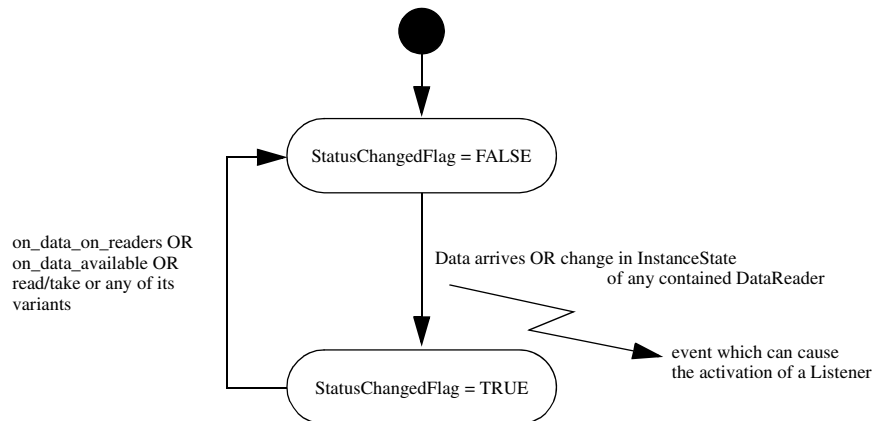 StatusChangedFlag = FALSE
on_data_on_readers OR
on_data_available OR
read/take or any of its
variants
Data arrives OR change in InstanceState
of any contained DataReader
event which can cause
the activation of a Listener
StatusChangedFlag = TRUE